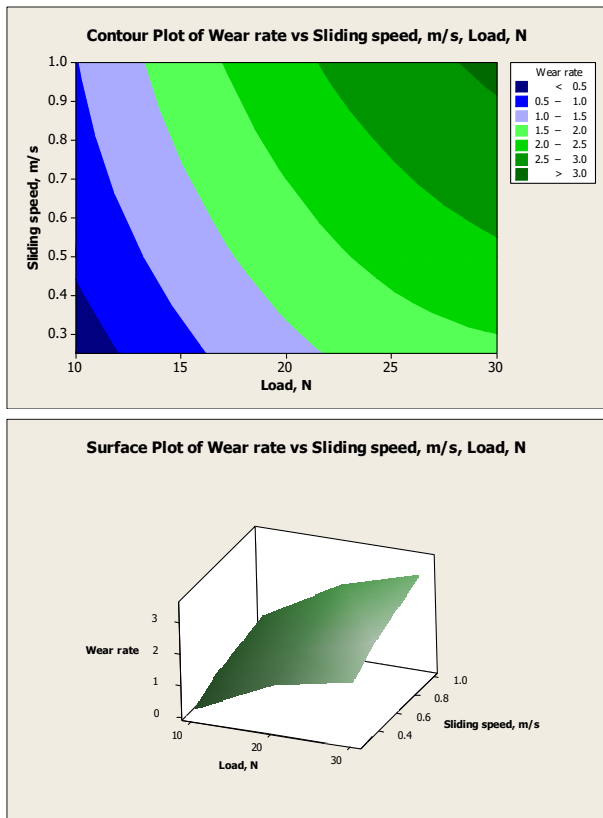 Contour Plot of Wear rate vs Sliding speed, m/s, Load, N
Wear rate
< 0.5
0.5 – 1.0
1.0 – 1.5
1.5 – 2.0
2.0 – 2.5
2.5 – 3.0
> 3.0
1.0
0.9
0.8
0.7
0.6
0.5
0.4
0.3
Sliding speed, m/s
10 15 20 25 30
Load, N
Surface Plot of Wear rate vs Sliding speed, m/s, Load, N
3
2
1
0
Wear rate
10 20 30
Load, N
0.4 0.6 0.8 1.0
Sliding speed, m/s